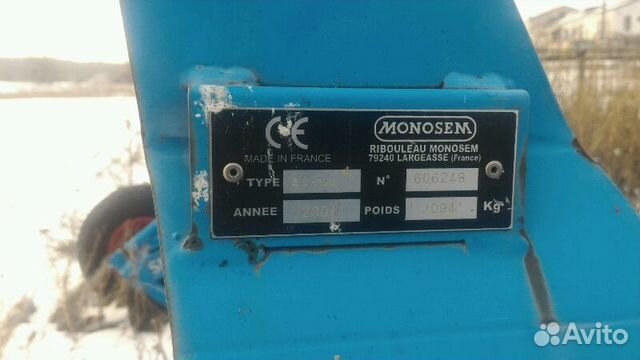 CE
MONOSEM
MADE IN FRANCE
RIBOULEAU MONOSEM
79240 LARGEASSE (France)
TYPE N° 606248
ANNEE POIDS Kg
Avito